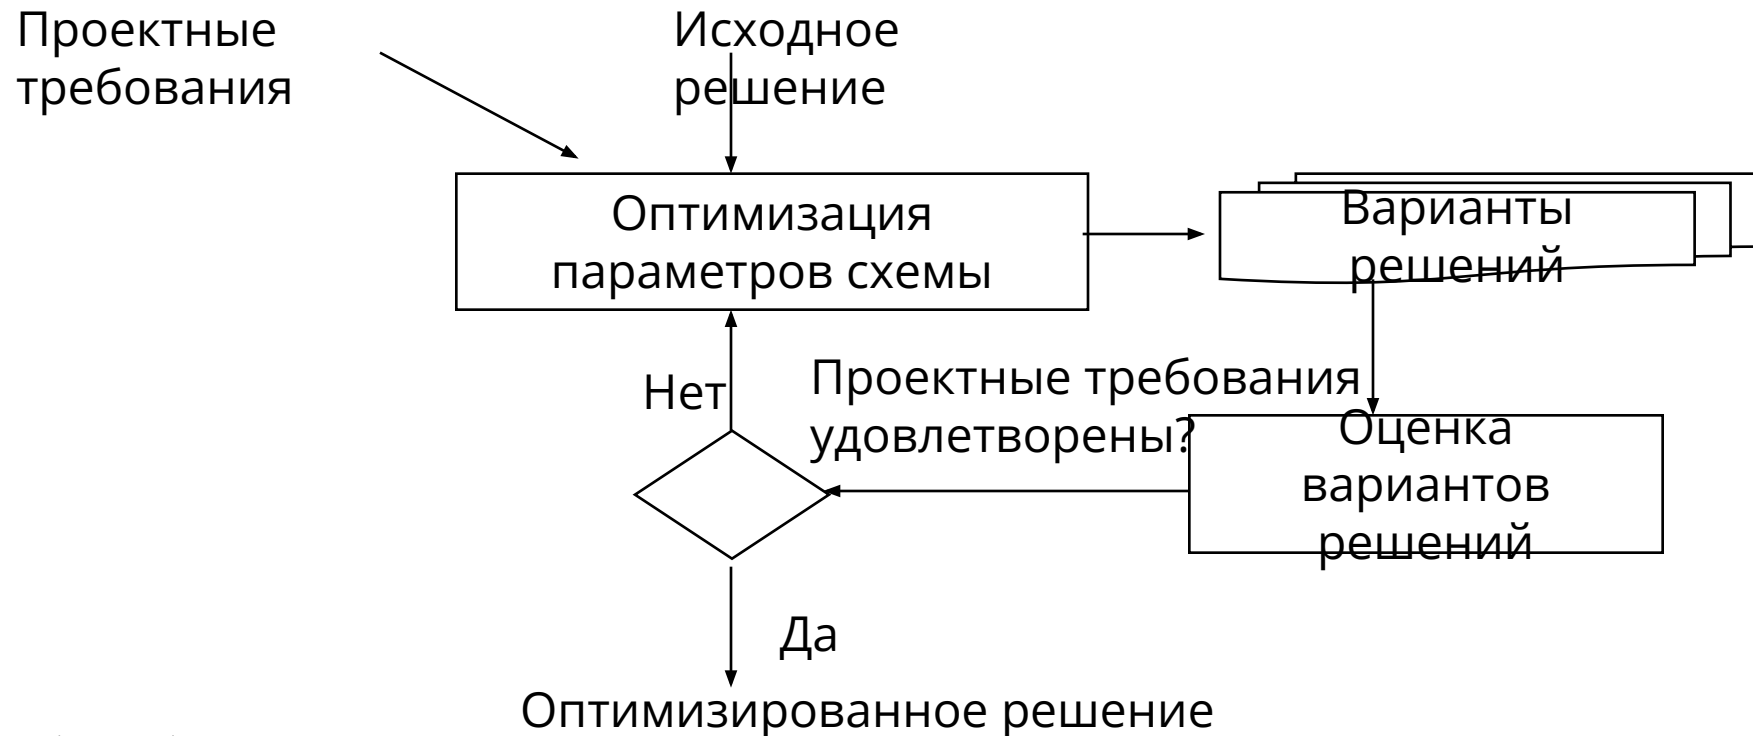 Проектные
требования
Исходное
решение
Оптимизация
параметров схемы
Варианты
решений
Нет
Проектные требования
удовлетворены?
Оценка
вариантов
решений
Да
Оптимизированное решение